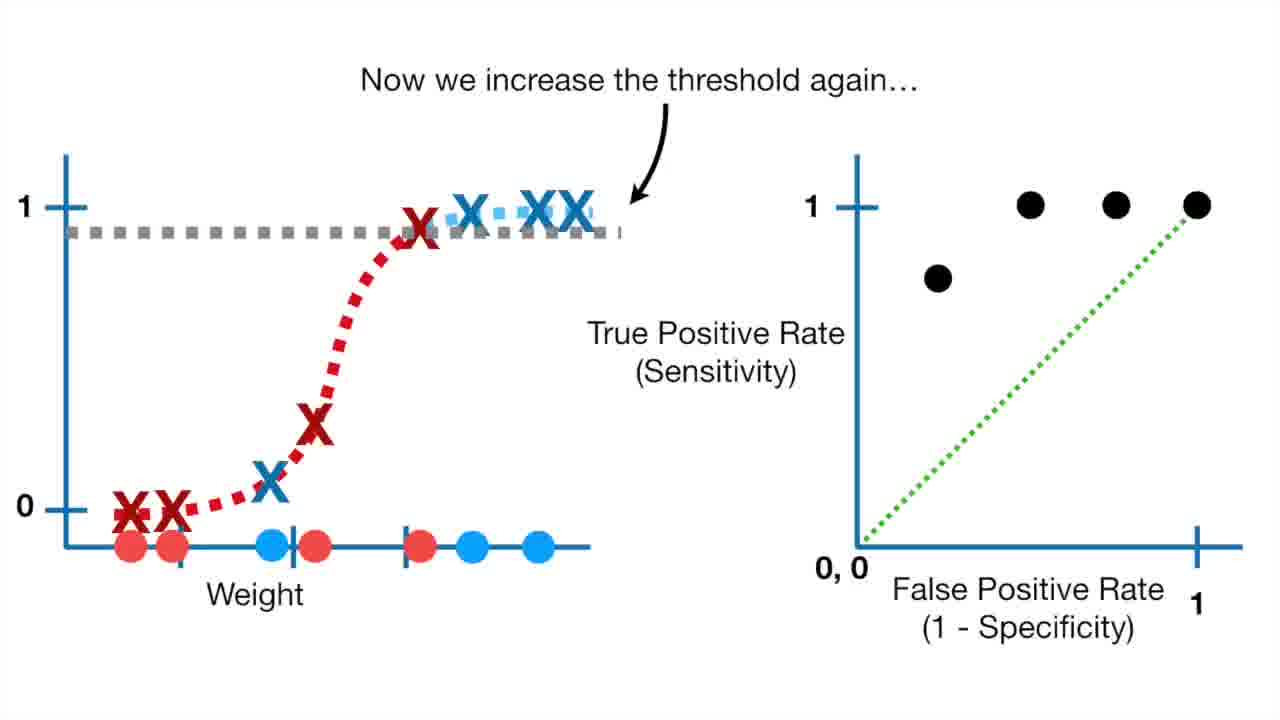 Now we increase the threshold again…
1
0
Weight
1
True Positive Rate
(Sensitivity)
0, 0
False Positive Rate
(1 - Specificity)
1